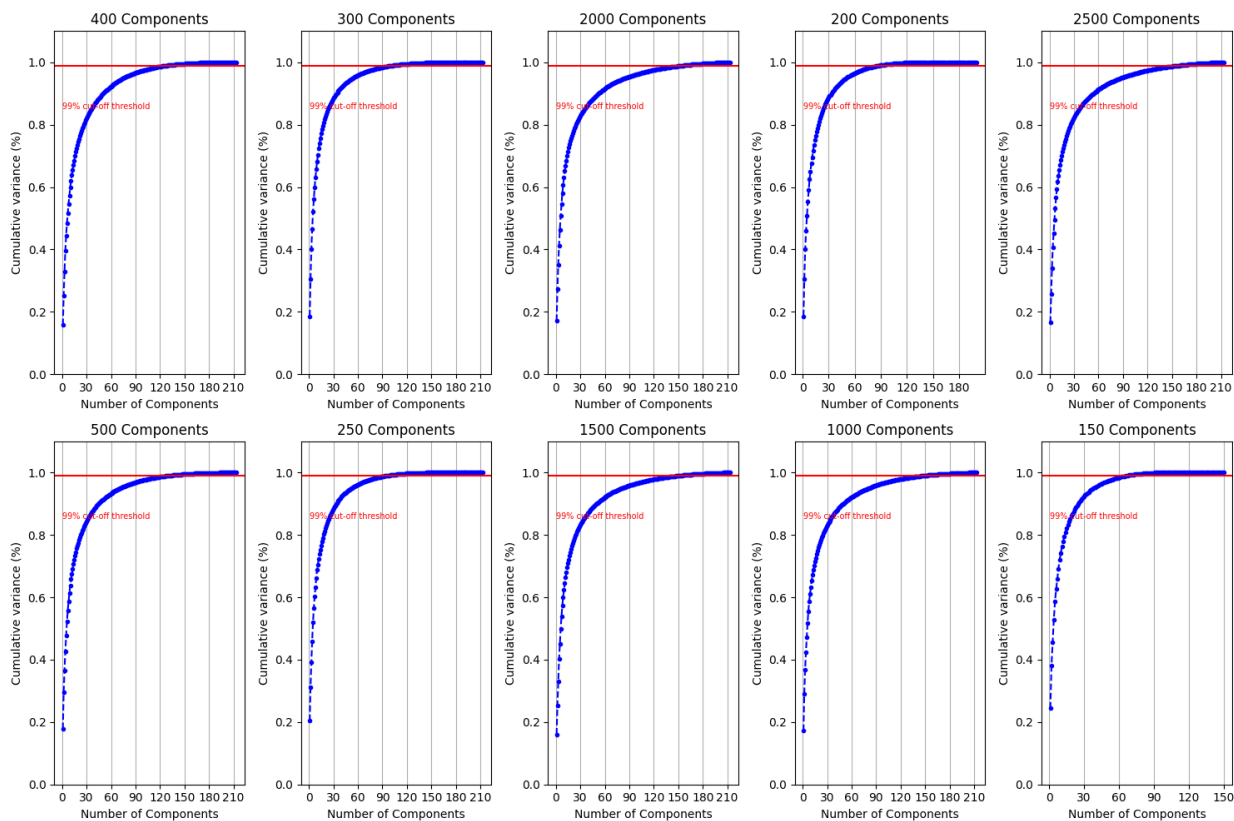 400 Components
300 Components
2000 Components
200 Components
2500 Components
Cumulative variance (%)
1.0
0.8
0.6
0.4
0.2
0.0
99% cut-off threshold
0 30 60 90 120 150 180 210
Number of Components
Cumulative variance (%)
1.0
0.8
0.6
0.4
0.2
0.0
99% cut-off threshold
0 30 60 90 120 150 180 210
Number of Components
Cumulative variance (%)
1.0
0.8
0.6
0.4
0.2
0.0
99% cut-off threshold
0 30 60 90 120 150 180 210
Number of Components
Cumulative variance (%)
1.0
0.8
0.6
0.4
0.2
0.0
99% cut-off threshold
0 30 60 90 120 150 180
Number of Components
Cumulative variance (%)
1.0
0.8
0.6
0.4
0.2
0.0
99% cut-off threshold
0 30 60 90 120 150 180 210
Number of Components
500 Components
250 Components
1500 Components
1000 Components
150 Components
Cumulative variance (%)
1.0
0.8
0.6
0.4
0.2
0.0
99% cut-off threshold
0 30 60 90 120 150 180 210
Number of Components
Cumulative variance (%)
1.0
0.8
0.6
0.4
0.2
0.0
99% cut-off threshold
0 30 60 90 120 150 180 210
Number of Components
Cumulative variance (%)
1.0
0.8
0.6
0.4
0.2
0.0
99% cut-off threshold
0 30 60 90 120 150 180 210
Number of Components
Cumulative variance (%)
1.0
0.8
0.6
0.4
0.2
0.0
99% cut-off threshold
0 30 60 90 120 150 180 210
Number of Components
Cumulative variance (%)
1.0
0.8
0.6
0.4
0.2
0.0
99% cut-off threshold
0 30 60 90 120 150
Number of Components